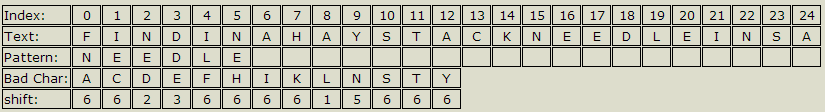 Index: 0 1 2 3 4 5 6 7 8 9 10 11 12 13 14 15 16 17 18 19 20 21 22 23 24
Text: F I N D I N A H A Y S T A C K N E E D L E I N S A
Pattern: N E E D L E
Bad Char: A C D E F H I K L N S T Y
shift: 6 6 2 3 6 6 6 6 1 5 6 6 6